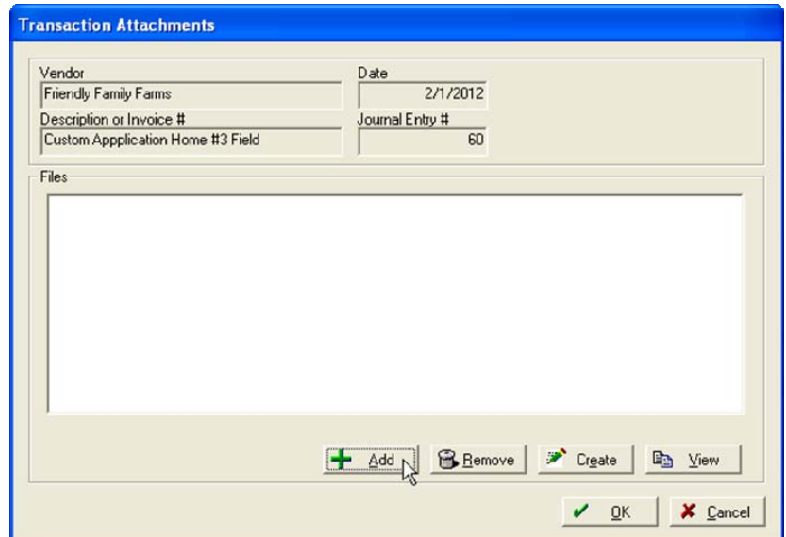 Transaction Attachments
Vendor Date
Friendly Family Farms 2/1/2012
Description or Invoice # Journal Entry #
Custom Appplication Home #3 Field 60
Files
Add Remove Create View
OK Cancel